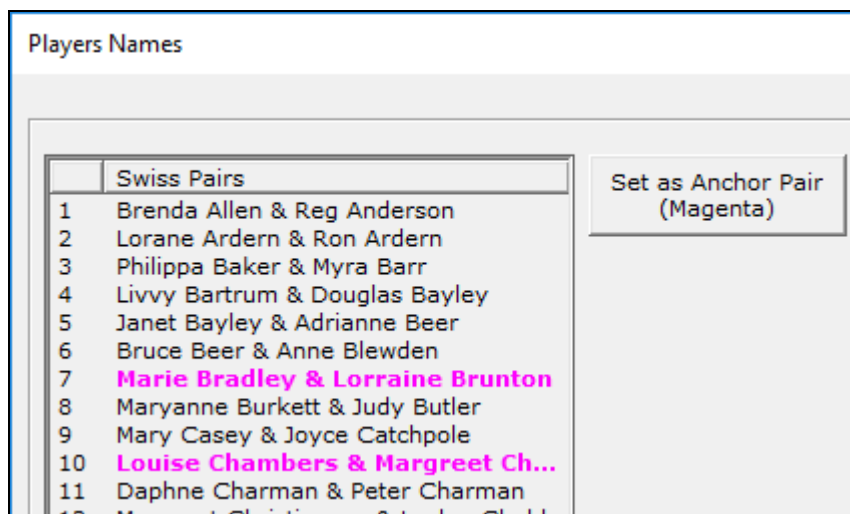 Players Names
Swiss Pairs
1 Brenda Allen & Reg Anderson
2 Lorane Ardern & Ron Ardern
3 Philippa Baker & Myra Barr
4 Livvy Bartrum & Douglas Bayley
5 Janet Bayley & Adrianne Beer
6 Bruce Beer & Anne Blewden
7 Marie Bradley & Lorraine Brunton
8 Maryanne Burkett & Judy Butler
9 Mary Casey & Joyce Catchpole
10 Louise Chambers & Margreet Ch...
11 Daphne Charman & Peter Charman
Set as Anchor Pair
(Magenta)